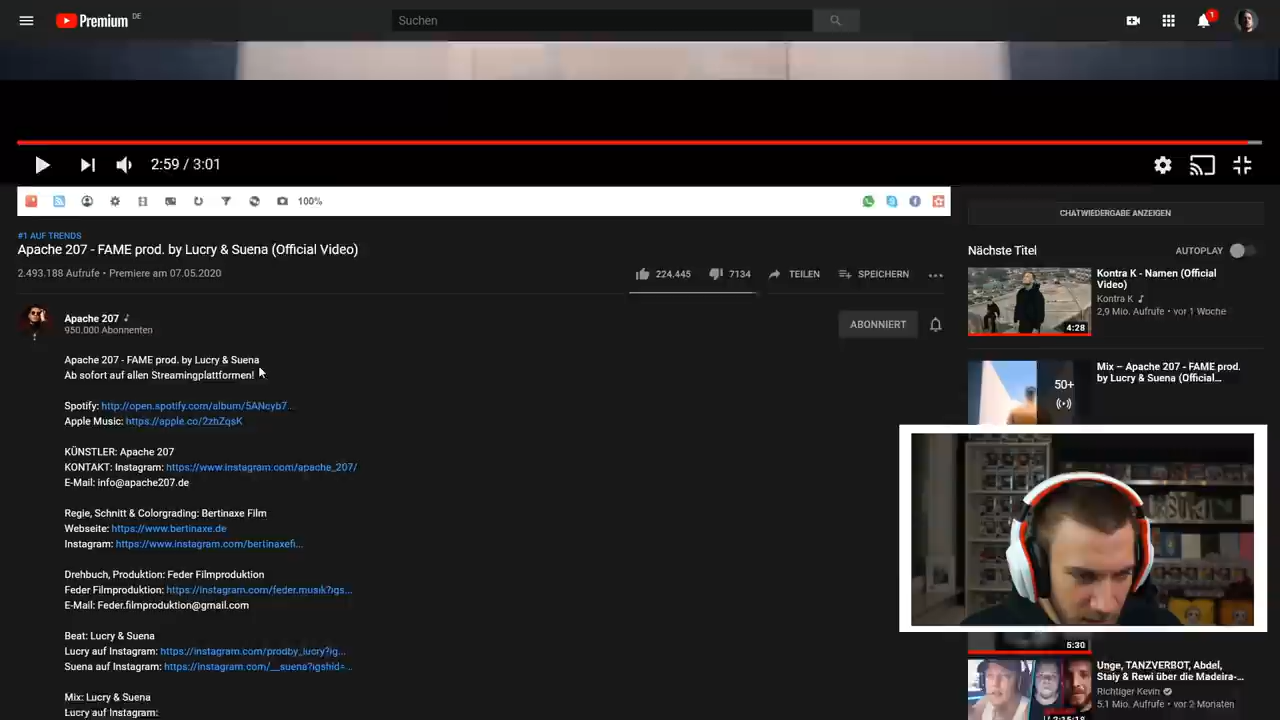 Premium DE
Suchen
1
2:59 / 3:01
100%
CHATWIEDERGABE ANZEIGEN
#1 AUF TRENDS
Apache 207 - FAME prod. by Lucry & Suena (Official Video)
2.493.188 Aufrufe • Premiere am 07.05.2020
224.445
7134
TEILEN
SPEICHERN
Apache 207
950.000 Abonnenten
ABONNIERT
Apache 207 - FAME prod. by Lucry & Suena
Ab sofort auf allen Streamingplattformen!
Spotify: http://open.spotify.com/album/5ANcyb7...
Apple Music: https://apple.co/2zhZqsK
KÜNSTLER: Apache 207
KONTAKT: Instagram: https://www.instagram.com/apache_207/
E-Mail: info@apache207.de
Regie, Schnitt & Colorgrading: Bertinaxe Film
Webseite: https://www.bertinaxe.de
Instagram: https://www.instagram.com/bertinaxefi...
Drehbuch, Produktion: Feder Filmproduktion
Feder Filmproduktion: https://instagram.com/feder.musik?igs...
E-Mail: Feder.filmproduktion@gmail.com
Beat: Lucry & Suena
Lucry auf Instagram: https://instagram.com/prodby_lucry?ig...
Suena auf Instagram: https://instagram.com/__suena?igshid=...
Mix: Lucry & Suena
Lucry auf Instagram:
Nächste Titel
AUTOPLAY
Kontra K - Namen (Official
Video)
Kontra K
2,9 Mio. Aufrufe • vor 1 Woche
4:28
Mix – Apache 207 - FAME prod.
by Lucry & Suena (Official...
50+
5:30
Unge, TANZVERBOT, Abdel,
Staiy & Rewi über die Madeira-...
Richtiger Kevin
5,1 Mio. Aufrufe • vor 2 Monaten
2:15:18